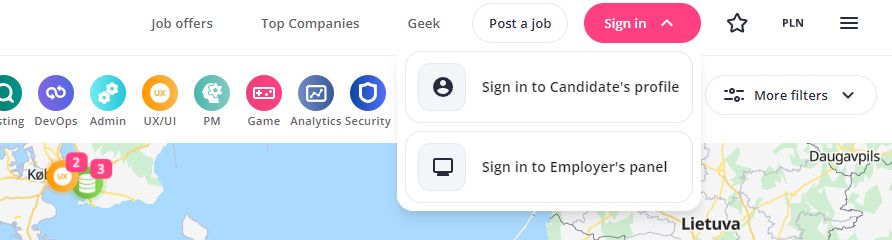 Job offers
Top Companies
Geek
Post a job
Sign in
PLN
sting
DevOps
Admin
UX
UX/UI
PM
Game
Analytics
Security
More filters
Sign in to Candidate's profile
Sign in to Employer's panel
Køb
UX
2
3
Daugavpils
Lietuva